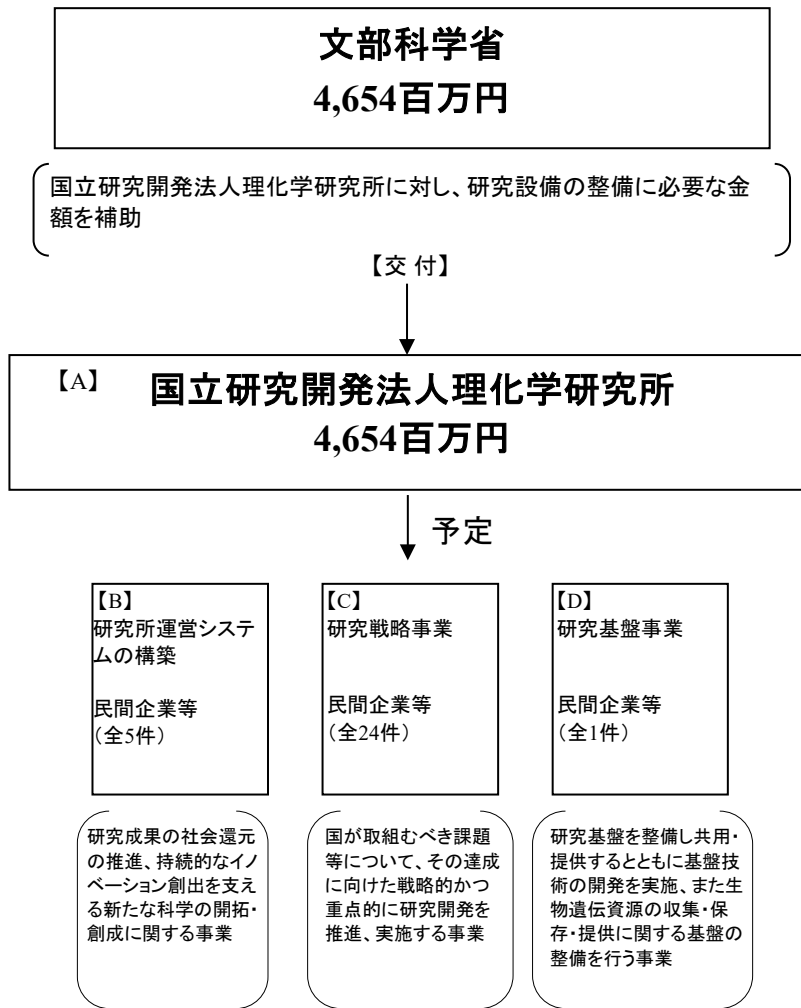 文部科学省
4,654百万円
国立研究開発法人理化学研究所に対し、研究設備の整備に必要な金
額を補助
【交 付】
【A】 国立研究開発法人理化学研究所
4,654百万円
予定
【B】
研究所運営システ
ムの構築
民間企業等
（全5件）
【C】
研究戦略事業
民間企業等
（全24件）
【D】
研究基盤事業
民間企業等
（全1件）
研究成果の社会還元
の推進、持続的なイノ
ベーション創出を支え
る新たな科学の開拓・
創成に関する事業
国が取組むべき課題
等について、その達成
に向けた戦略的かつ
重点的に研究開発を
推進、実施する事業
研究基盤を整備し共用・
提供するとともに基盤技
術の開発を実施、また生
物遺伝資源の収集・保
存・提供に関する基盤の
整備を行う事業